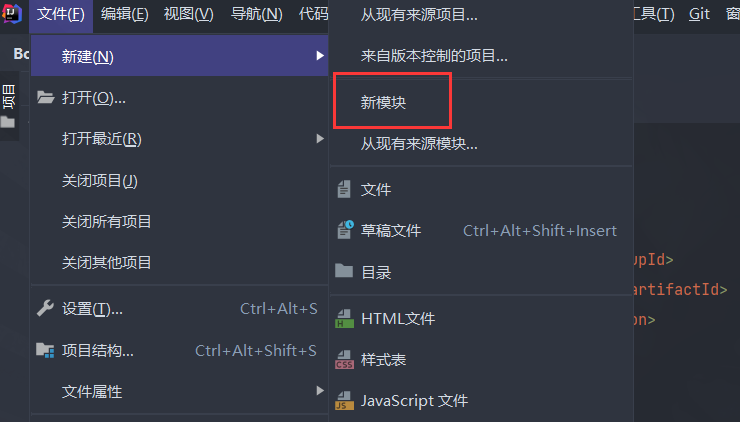 文件(F) 编辑(E) 视图(V) 导航(N) 代码
工具(T) Git 窗
Bo
项目
新建(N)
打开(O)...
打开最近(R)
关闭项目(J)
关闭所有项目
关闭其他项目
设置(T)... Ctrl+Alt+S
项目结构... Ctrl+Alt+Shift+S
文件属性
从现有来源项目...
来自版本控制的项目...
新模块
从现有来源模块...
文件
草稿文件 Ctrl+Alt+Shift+Insert
目录
HTML文件
样式表
JavaScript 文件
upId>
artifactId>
on>